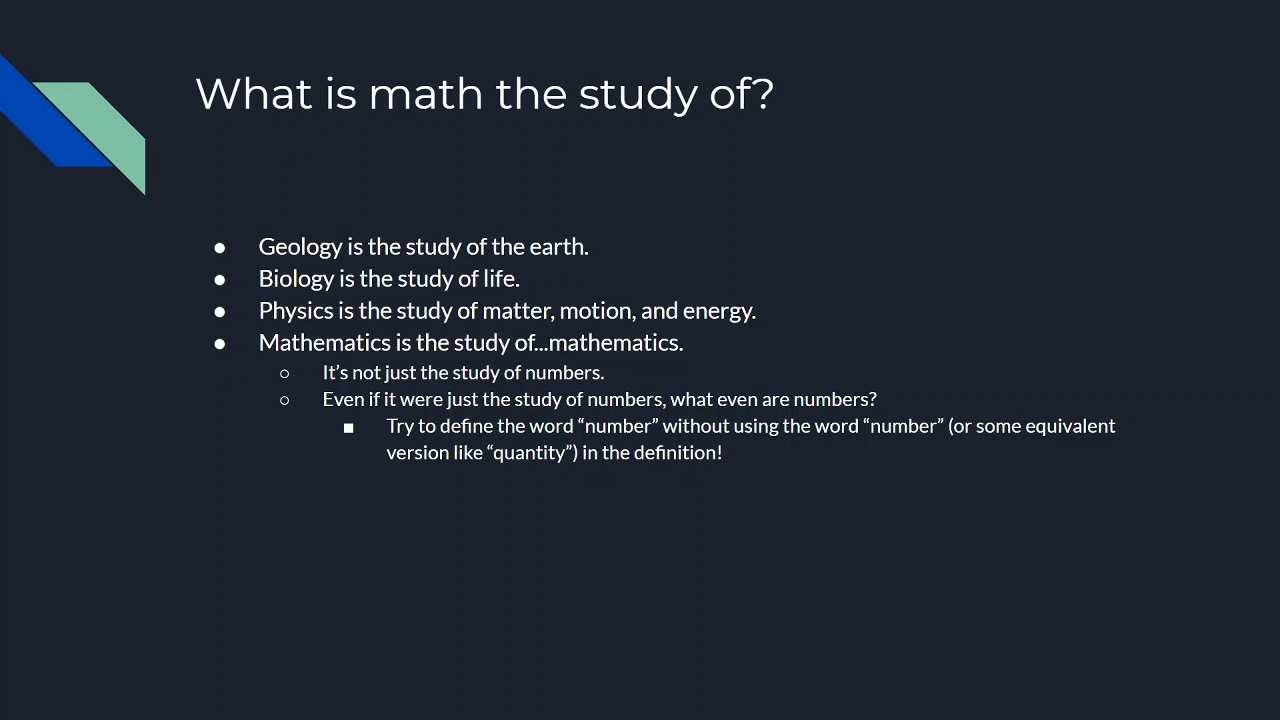 What is math the study of?
● Geology is the study of the earth.
● Biology is the study of life.
● Physics is the study of matter, motion, and energy.
● Mathematics is the study of...mathematics.
○ It’s not just the study of numbers.
○ Even if it were just the study of numbers, what even are numbers?
■ Try to define the word “number” without using the word “number” (or some equivalent
version like “quantity”) in the definition!